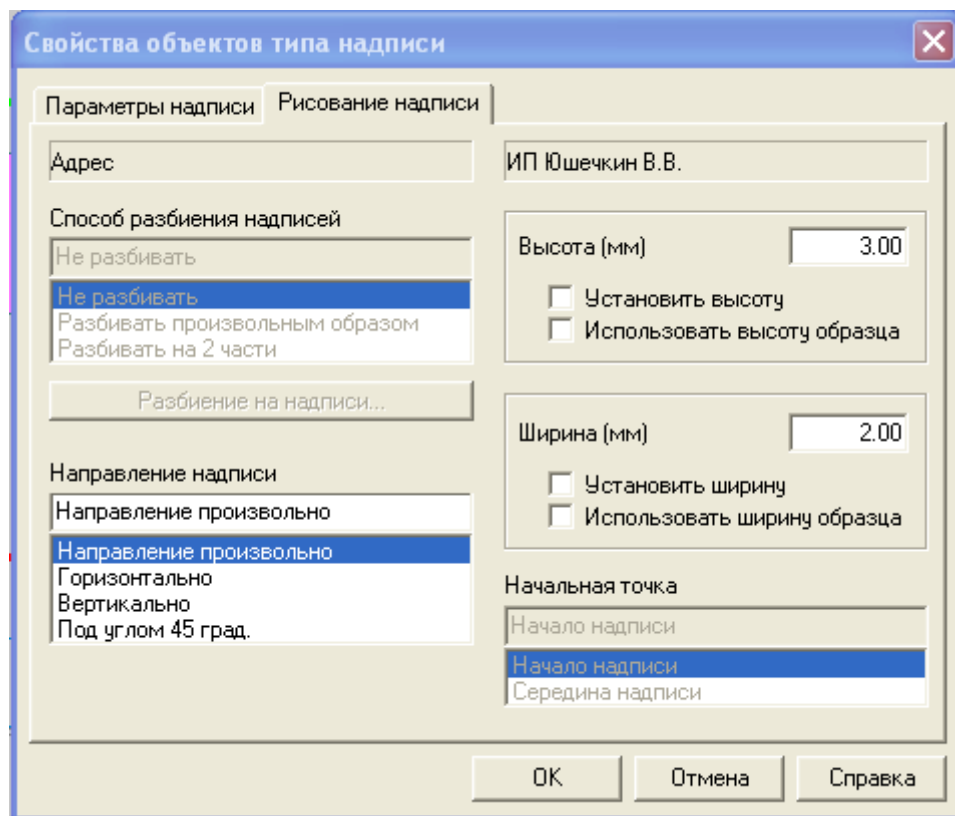 Свойства объектов типа надписи
Параметры надписи
Рисование надписи
Адрес
ИП Юшечкин В.В.
Способ разбиения надписей
Не разбивать
Не разбивать
Разбивать произвольным образом
Разбивать на 2 части
Разбиение на надписи...
Направление надписи
Направление произвольно
Направление произвольно
Горизонтально
Вертикально
Под углом 45 град.
Высота (мм)
3.00
Установить высоту
Использовать высоту образца
Ширина (мм)
2.00
Установить ширину
Использовать ширину образца
Начальная точка
Начало надписи
Начало надписи
Середина надписи
OK
Отмена
Справка